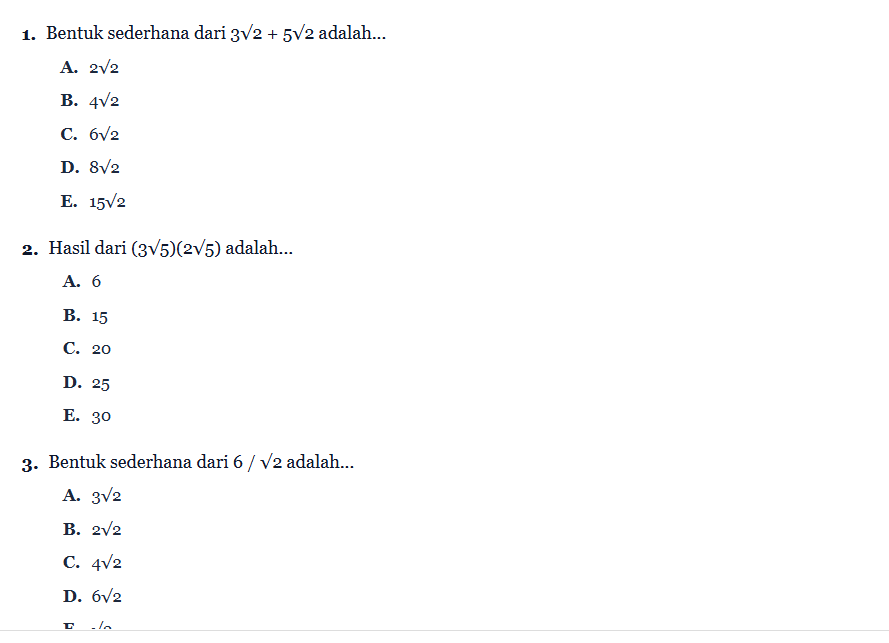 1. Bentuk sederhana dari 3√2 + 5√2 adalah...
A. 2√2
B. 4√2
C. 6√2
D. 8√2
E. 15√2
2. Hasil dari (3√5)(2√5) adalah...
A. 6
B. 15
C. 20
D. 25
E. 30
3. Bentuk sederhana dari 6 / √2 adalah...
A. 3√2
B. 2√2
C. 4√2
D. 6√2